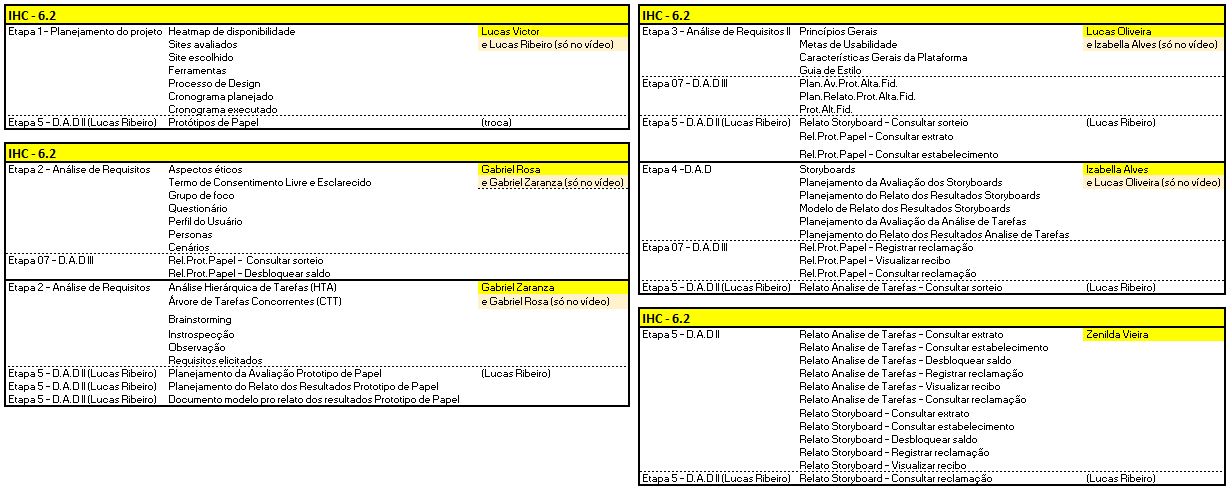 IHC - 6.2
Etapa 1 - Planejamento do projeto Heatmap de disponibilidade Lucas Victor
Sites avaliados e Lucas Ribeiro (só no vídeo)
Site escolhido
Ferramentas
Processo de Design
Cronograma planejado
Cronograma executado
Etapa 5 - D.A.D II (Lucas Ribeiro) Protótipos de Papel (troca)
IHC - 6.2
Etapa 2 - Análise de Requisitos Aspectos éticos Gabriel Rosa
Termo de Consentimento Livre e Esclarecido e Gabriel Zaranza (só no vídeo)
Grupo de foco
Questionário
Perfil do Usuário
Personas
Cenários
Etapa 07 - D.A.D III Rel.Prot.Papel - Consultar sorteio
Rel.Prot.Papel - Desbloquear saldo
Etapa 2 - Análise de Requisitos Análise Hierárquica de Tarefas (HTA) Gabriel Zaranza
Árvore de Tarefas Concorrentes (CTT) e Gabriel Rosa (só no vídeo)
Brainstorming
Instrospecção
Observação
Requisitos elicitados
Etapa 5 - D.A.D II (Lucas Ribeiro) Planejamento da Avaliação Prototipo de Papel (Lucas Ribeiro)
Etapa 5 - D.A.D II (Lucas Ribeiro) Planejamento do Relato dos Resultados Prototipo de Papel
Etapa 5 - D.A.D II (Lucas Ribeiro) Documento modelo pro relato dos resultados Prototipo de Papel
IHC - 6.2
Etapa 3 - Análise de Requisitos II Princípios Gerais Lucas Oliveira
Metas de Usabilidade e Izabella Alves (só no vídeo)
Características Gerais da Plataforma
Guia de Estilo
Etapa 07 - D.A.D III Plan.Av.Prot.Alta.Fid.
Plan.Relato.Prot.Alta.Fid.
Prot.Alt.Fid.
Etapa 5 - D.A.D II (Lucas Ribeiro) Relato Storyboard - Consultar sorteio (Lucas Ribeiro)
Rel.Prot.Papel - Consultar extrato
Rel.Prot.Papel - Consultar estabelecimento
Etapa 4 -D.A.D Storyboards Izabella Alves
Planejamento da Avaliação dos Storyboards e Lucas Oliveira (só no vídeo)
Planejamento do Relato dos Resultados Storyboards
Modelo de Relato dos Resultados Storyboards
Planejamento da Avaliação da Análise de Tarefas
Planejamento do Relato dos Resultados Analise de Tarefas
Etapa 07 - D.A.D III Rel.Prot.Papel - Registrar reclamação
Rel.Prot.Papel - Visualizar recibo
Rel.Prot.Papel - Consultar reclamação
Etapa 5 - D.A.D II (Lucas Ribeiro) Relato Analise de Tarefas - Consultar sorteio (Lucas Ribeiro)
IHC - 6.2
Etapa 5 - D.A.D II Relato Analise de Tarefas - Consultar extrato Zenilda Vieira
Relato Analise de Tarefas - Consultar estabelecimento
Relato Analise de Tarefas - Desbloquear saldo
Relato Analise de Tarefas - Registrar reclamação
Relato Analise de Tarefas - Visualizar recibo
Relato Analise de Tarefas - Consultar reclamação
Relato Storyboard - Consultar extrato
Relato Storyboard - Consultar estabelecimento
Relato Storyboard - Desbloquear saldo
Relato Storyboard - Registrar reclamação
Relato Storyboard - Visualizar recibo
Etapa 5 - D.A.D II (Lucas Ribeiro) Relato Storyboard - Consultar reclamação (Lucas Ribeiro)